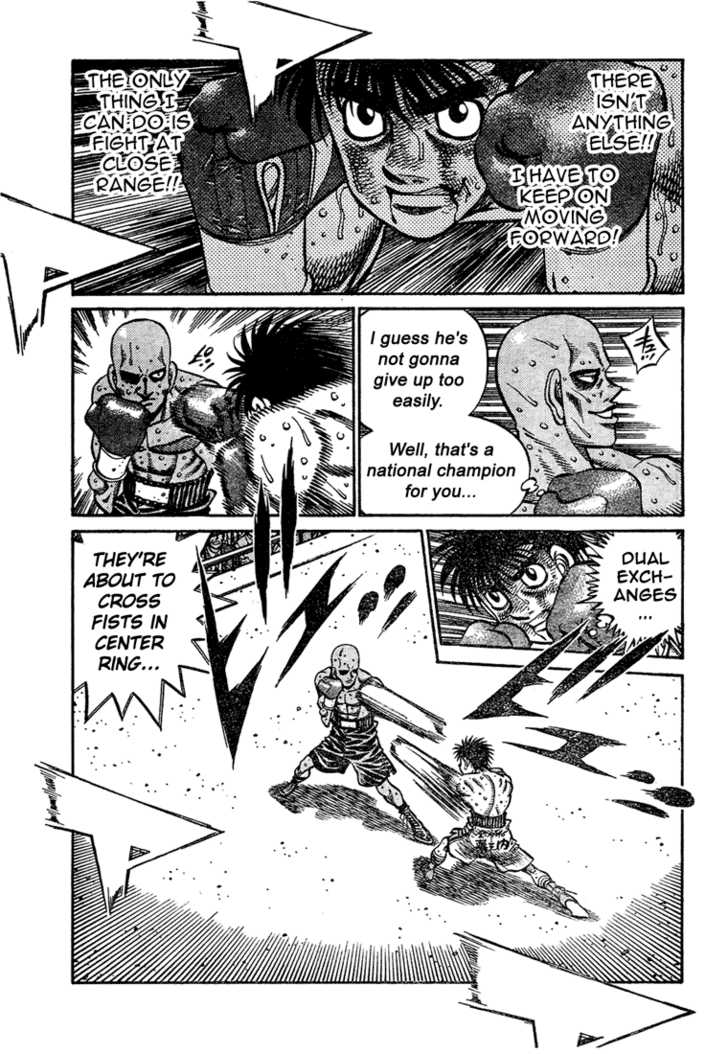 THE ONLY
THING I
CAN DO IS
FIGHT AT
CLOSE
RANGE!!
THERE
ISN'T
ANYTHING
ELSE!!
I HAVE TO
KEEP ON
MOVING
FORWARD!
I guess he's
not gonna
give up too
easily.
Well, that's a
national champion
for you...
DUAL
EXCH-
ANGES
...
THEY'RE
ABOUT TO
CROSS
FISTS IN
CENTER
RING...